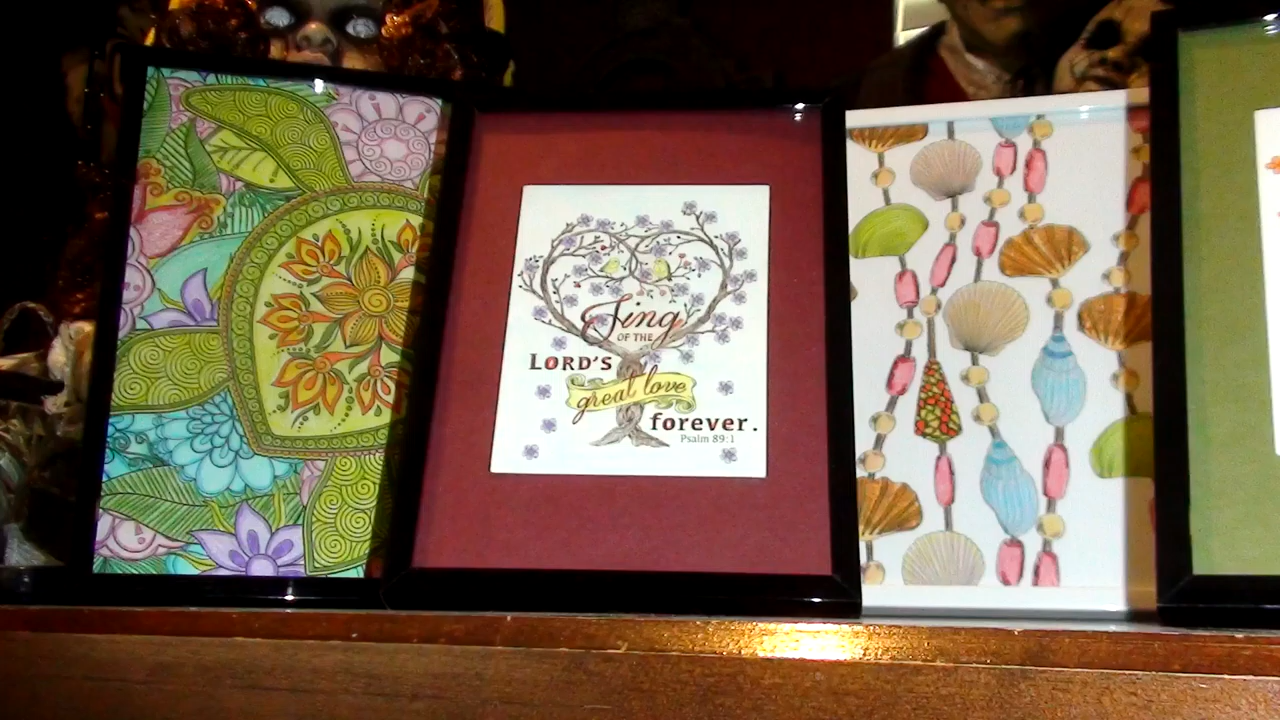 Sing
OF THE
LORD'S
great love
forever.
Psalm 89:1